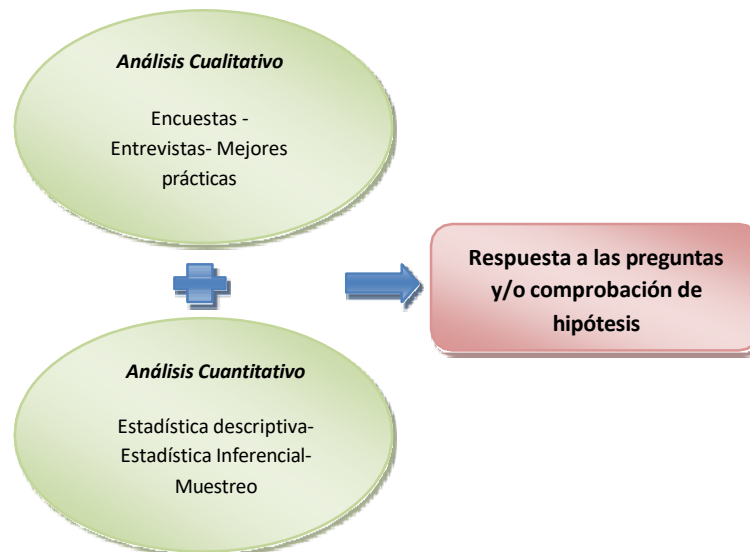 Análisis Cualitativo
Encuestas -
Entrevistas- Mejores
prácticas
Respuesta a las preguntas
y/o comprobación de
hipótesis
Análisis Cuantitativo
Estadística descriptiva-
Estadística Inferencial-
Muestreo